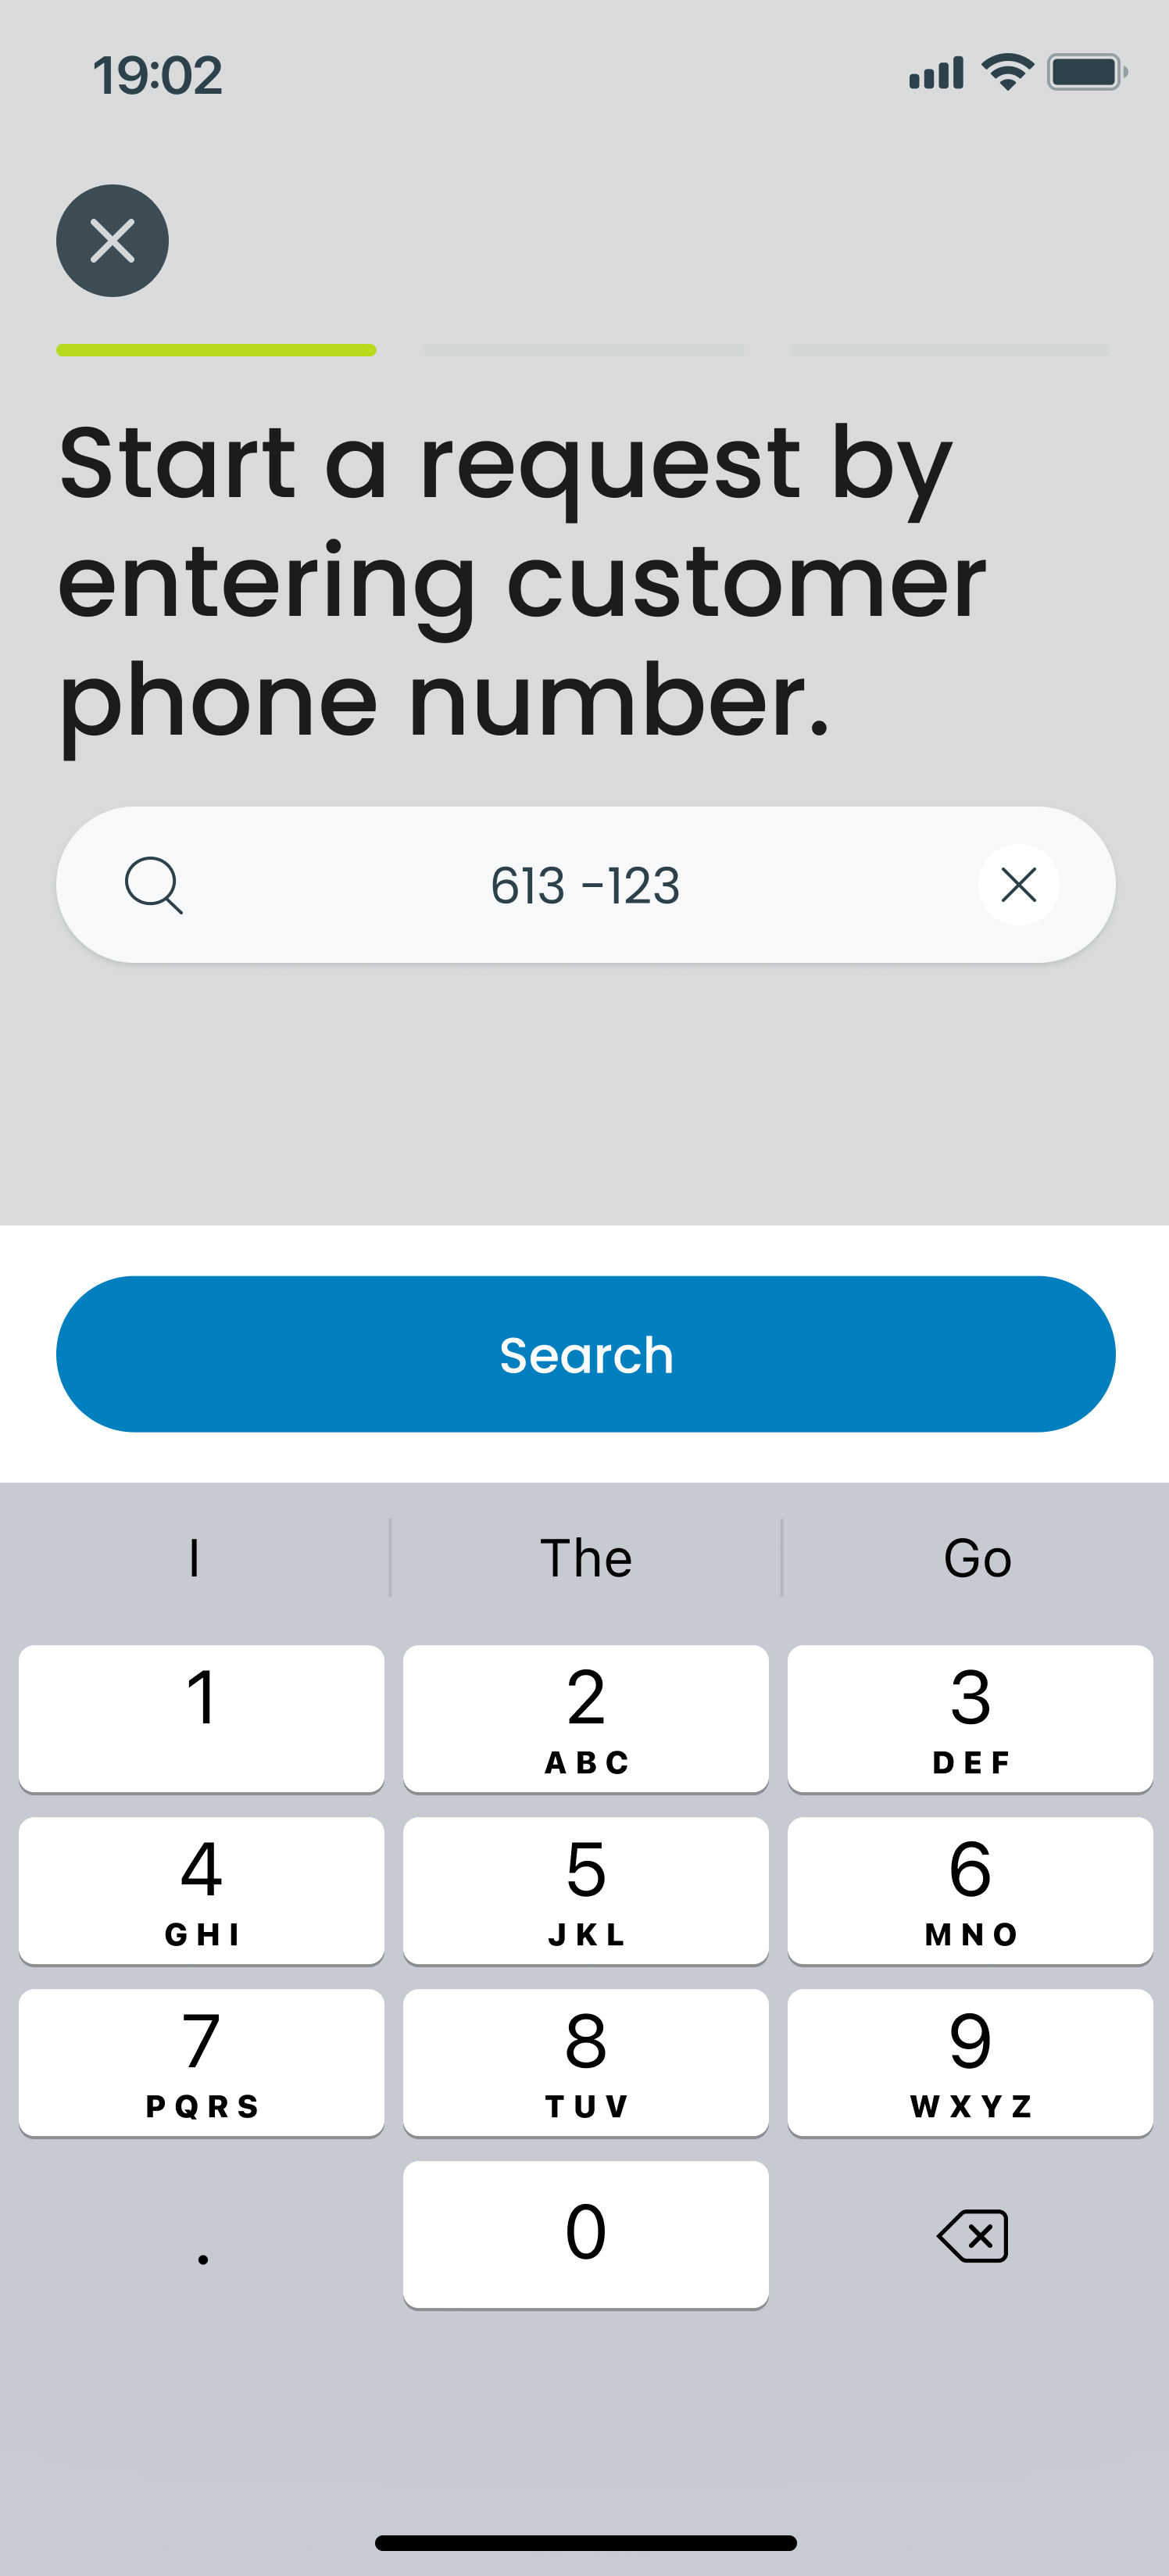 19:02
Start a request by
entering customer
phone number.
613 -123
Search
I The Go
1 2 3
ABC DEF
4 5 6
GHI JKL MNO
7 8 9
PQRS TUV WXYZ
. 0